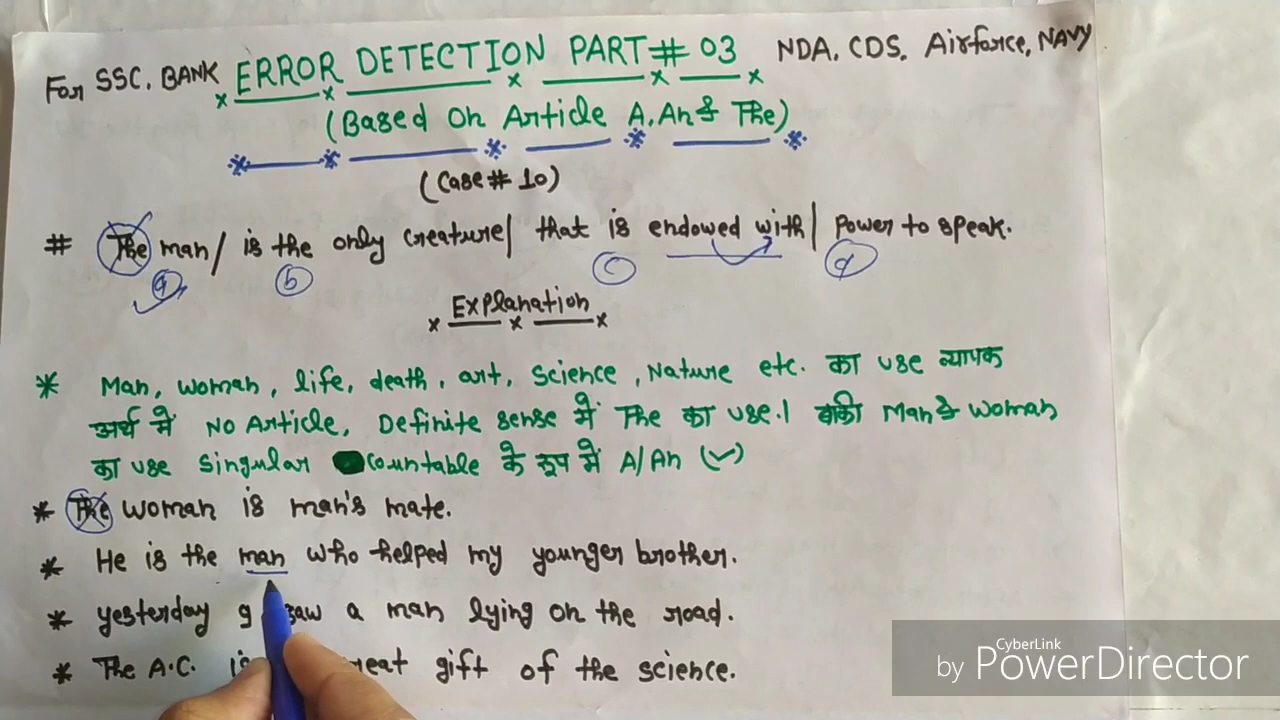 For SSC, BANK ERROR DETECTION PART # 03 NDA, CDS, Airforce, NAVY
(Based On Article A, An & The)
(Case # 10)
# The man/ is the only creature/ that is endowed with/ power to speak.
a b c d
Explanation
* Man, woman, life, death, art, science, Nature etc. का use व्यापक
अर्थ में No Article, Definite sense में The का use। बाकी Man & Woman
का use singular countable के रूप में A/An (✓)
* The woman is man's mate.
* He is the man who helped my younger brother.
* yesterday saw a man lying on the road.
* The A.C. gift of the science.
CyberLink
by PowerDirector